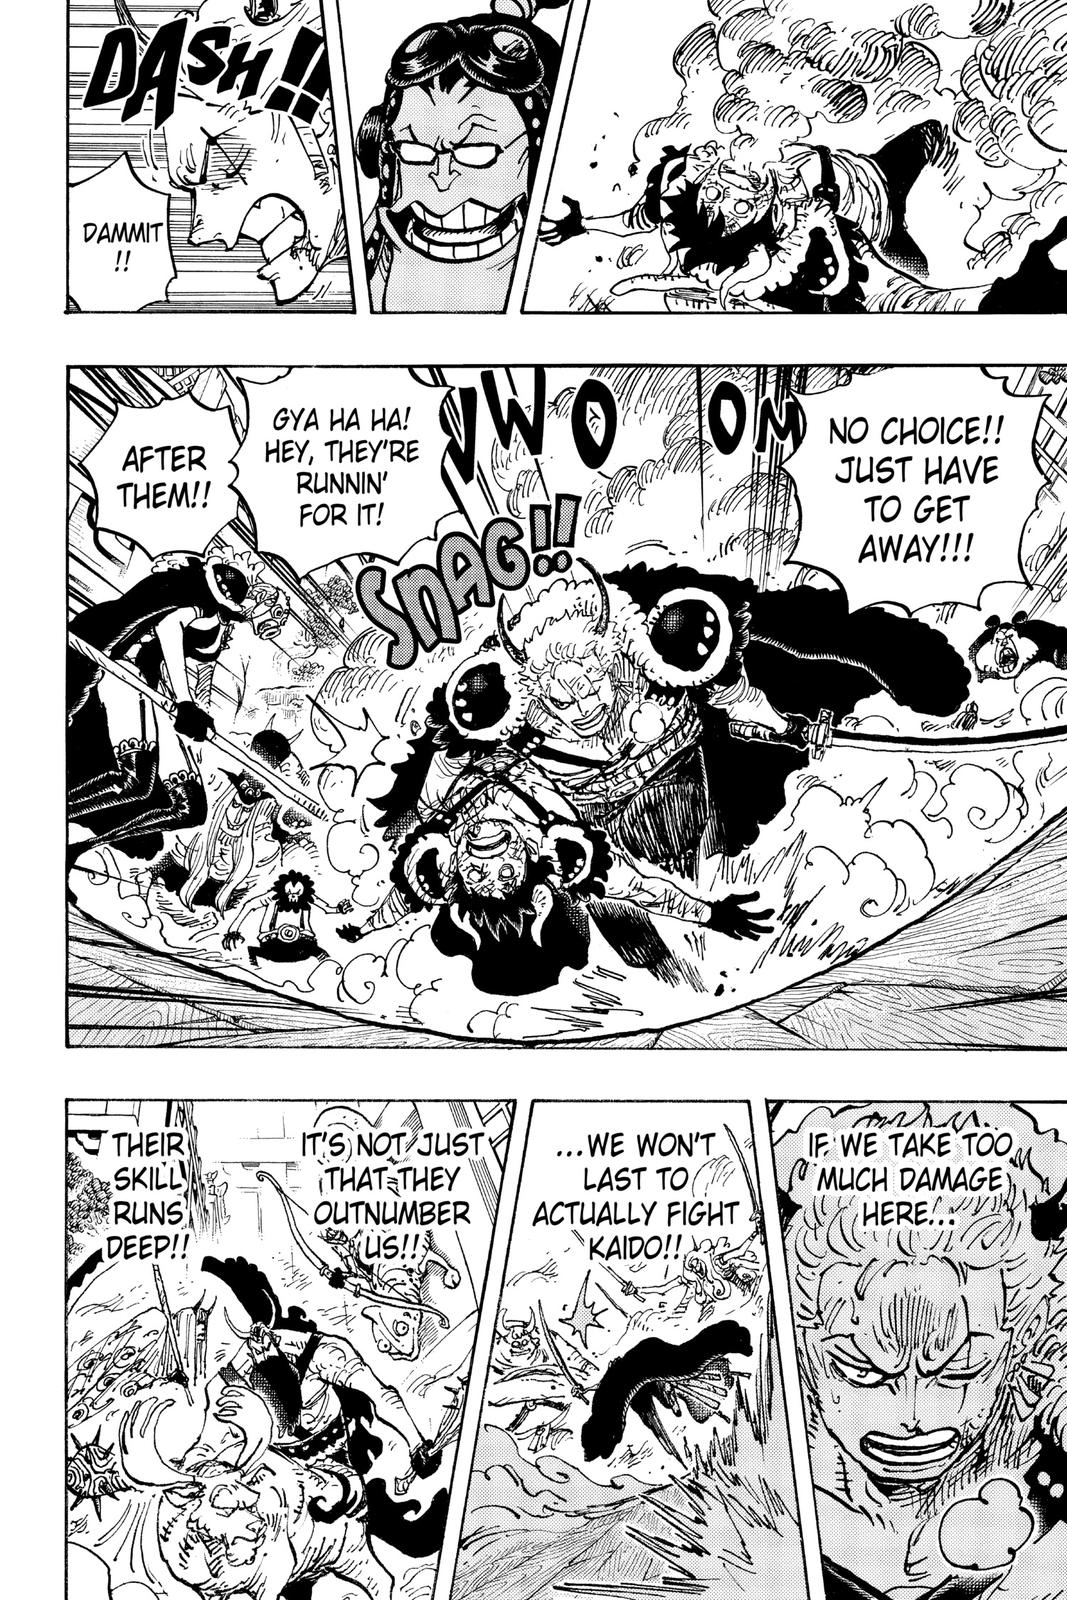 DASH!!
DAMMIT
!!
NO CHOICE!!
JUST HAVE
TO GET
AWAY!!!
VWOOOM
SNAG!!
GYA HA HA!
HEY, THEY'RE
RUNNIN'
FOR IT!
AFTER
THEM!!
IF WE TAKE TOO
MUCH DAMAGE
HERE...
...WE WON'T
LAST TO
ACTUALLY FIGHT
KAIDO!!
IT'S NOT JUST
THAT THEY
OUTNUMBER
US!!
THEIR
SKILL
RUNS
DEEP!!